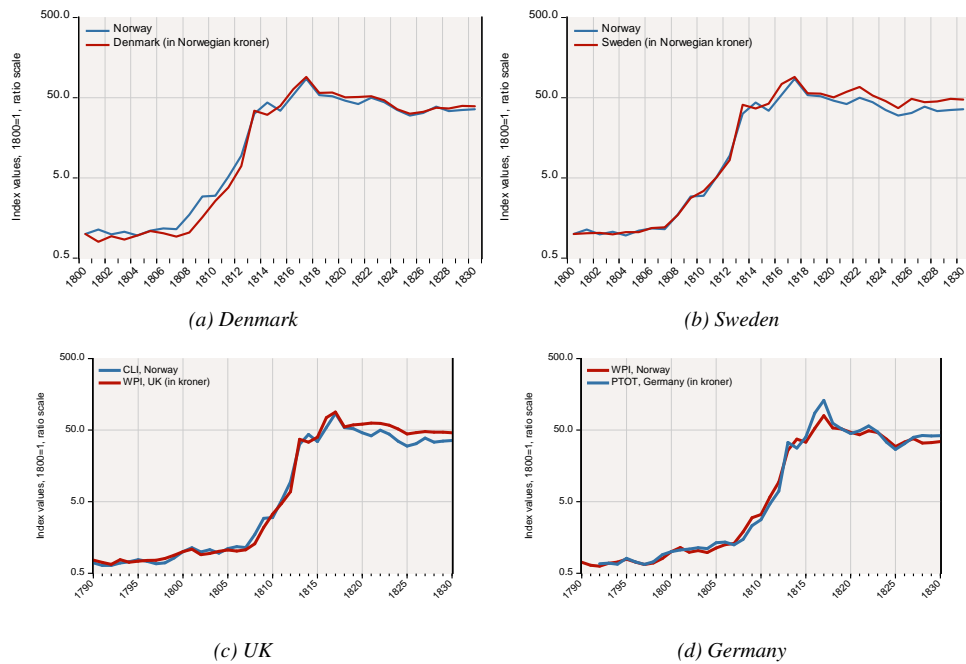 500.0
Norway
Denmark (in Norwegian kroner)
50.0
5.0
0.5
Index values, 1800=1, ratio scale
1800 1802 1804 1806 1808 1810 1812 1814 1816 1818 1820 1822 1824 1826 1828 1830
(a) Denmark
500.0
Norway
Sweden (in Norwegian kroner)
50.0
5.0
0.5
Index values, 1800=1, ratio scale
1800 1802 1804 1806 1808 1810 1812 1814 1816 1818 1820 1822 1824 1826 1828 1830
(b) Sweden
500.0
CLI, Norway
WPI, UK (in kroner)
50.0
5.0
0.5
Index values, 1800=1, ratio scale
1790 1795 1800 1805 1810 1815 1820 1825 1830
(c) UK
500.0
WPI, Norway
PTOT, Germany (in kroner)
50.0
5.0
0.5
Index values, 1800=1, ratio scale
1790 1795 1800 1805 1810 1815 1820 1825 1830
(d) Germany